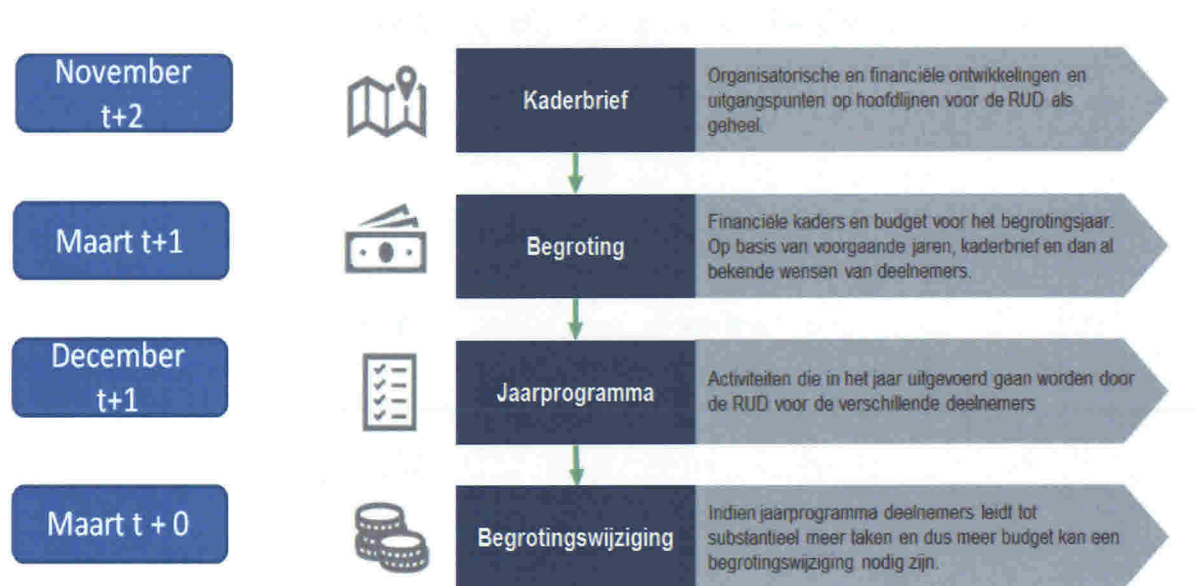 November
t+2
Kaderbrief
Organisatorische en financiële ontwikkelingen en
uitgangspunten op hoofdlijnen voor de RUD als
geheel.
Maart t+1
Begroting
Financiële kaders en budget voor het begrotingsjaar.
Op basis van voorgaande jaren, kaderbrief en dan al
bekende wensen van deelnemers.
December
t+1
Jaarprogramma
Activiteiten die in het jaar uitgevoerd gaan worden door
de RUD voor de verschillende deelnemers
Maart t + 0
Begrotingswijziging
Indien jaarprogramma deelnemers leidt tot
substantieel meer taken en dus meer budget kan een
begrotingswijziging nodig zijn.